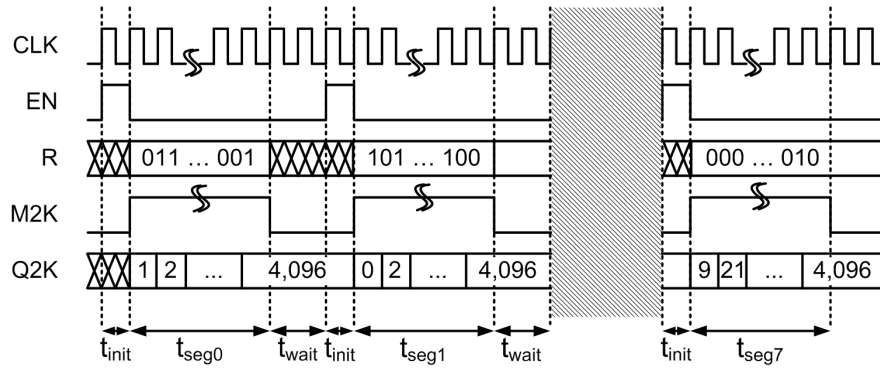 CLK
EN
R 011 ... 001 101 ... 100 000 ... 010
M2K
Q2K 1 2 ... 4,096 0 2 ... 4,096 9 21 ... 4,096
tinit tseg0 twait tinit tseg1 twait tinit tseg7